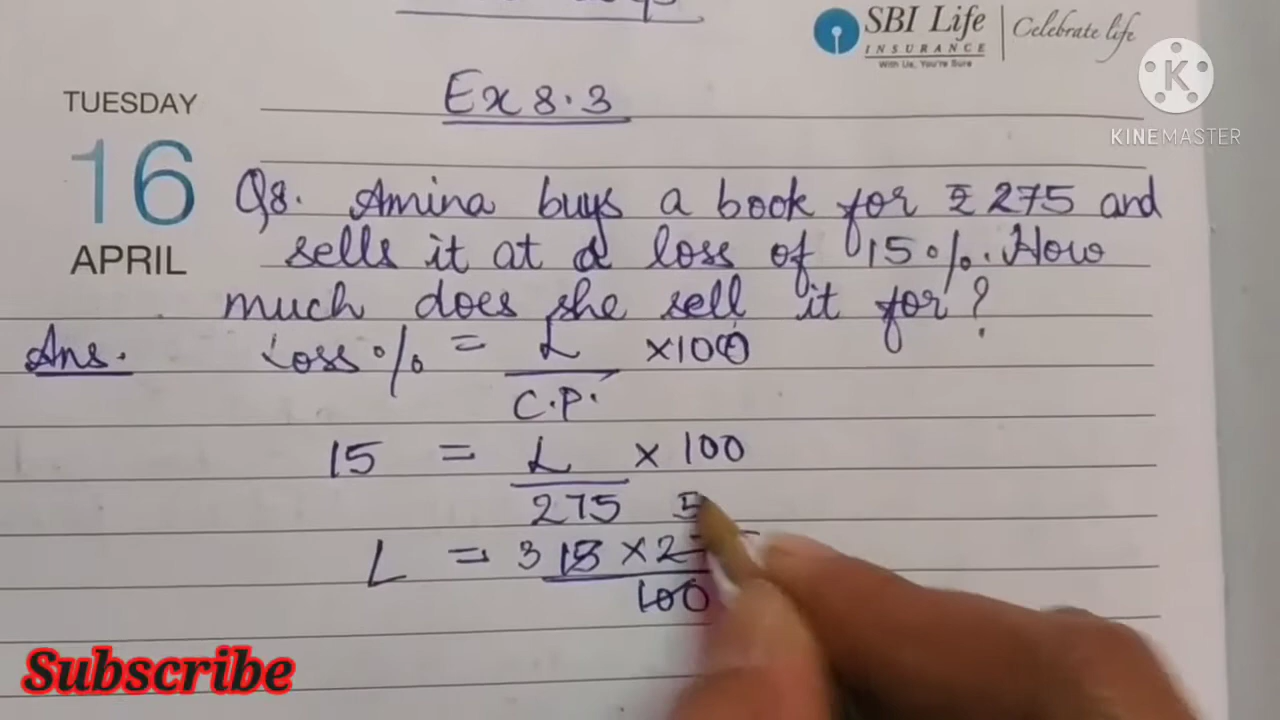 SBI Life
INSURANCE
With Us, You're Sure
Celebrate life
KINEMASTER
TUESDAY
16
APRIL
Ex 8.3
Q8. Amina buys a book for ₹ 275 and
sells it at a loss of 15%. How
much does she sell it for?
Ans. Loss % = L × 100
C.P.
15 = L × 100
275 5
L = 3 15 × 2
100
Subscribe